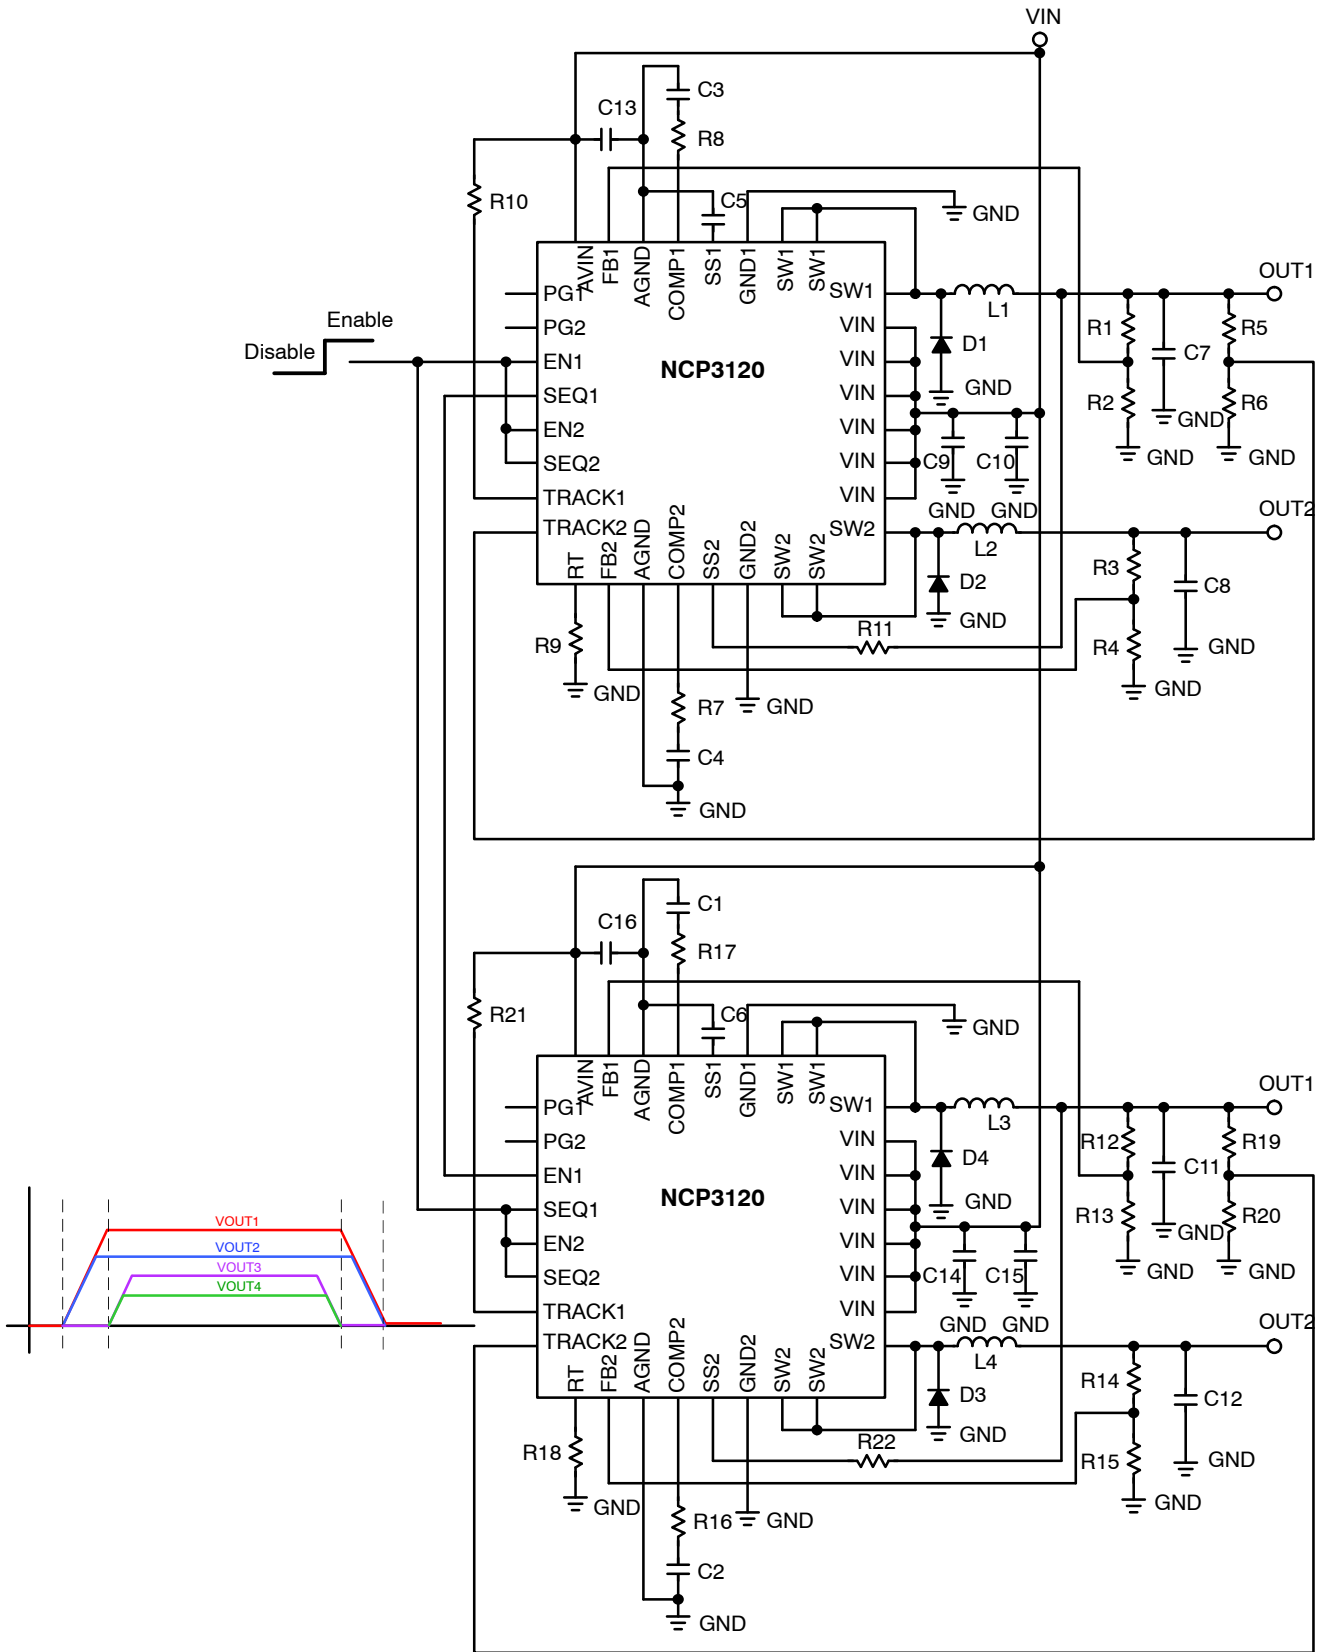 VIN
C3
C13
R8
R10
C5
GND
AVIN
FB1
AGND
COMP1
SS1
GND1
SW1
SW1
PG1
SW1
L1
OUT1
Enable
Disable
PG2
VIN
R1
R5
EN1
NCP3120
VIN
D1
C7
SEQ1
VIN
GND
R2
GND
R6
EN2
VIN
SEQ2
VIN
C9
C10
GND
GND
TRACK1
VIN
GND
GND
OUT2
TRACK2
SW2
L2
RT
FB2
AGND
COMP2
SS2
GND2
SW2
SW2
D2
R3
C8
GND
R9
R11
R4
GND
GND
R7
GND
GND
C4
GND
C1
C16
R17
R21
C6
GND
AVIN
FB1
AGND
COMP1
SS1
GND1
SW1
SW1
PG1
SW1
L3
OUT1
PG2
VIN
R12
R19
EN1
NCP3120
VIN
D4
C11
SEQ1
VIN
GND
R13
GND
R20
EN2
VIN
SEQ2
VIN
C14
C15
GND
GND
TRACK1
VIN
GND
GND
OUT2
TRACK2
SW2
L4
RT
FB2
AGND
COMP2
SS2
GND2
SW2
SW2
D3
R14
C12
GND
R18
R22
R15
GND
GND
R16
GND
GND
C2
GND
VOUT1
VOUT2
VOUT3
VOUT4